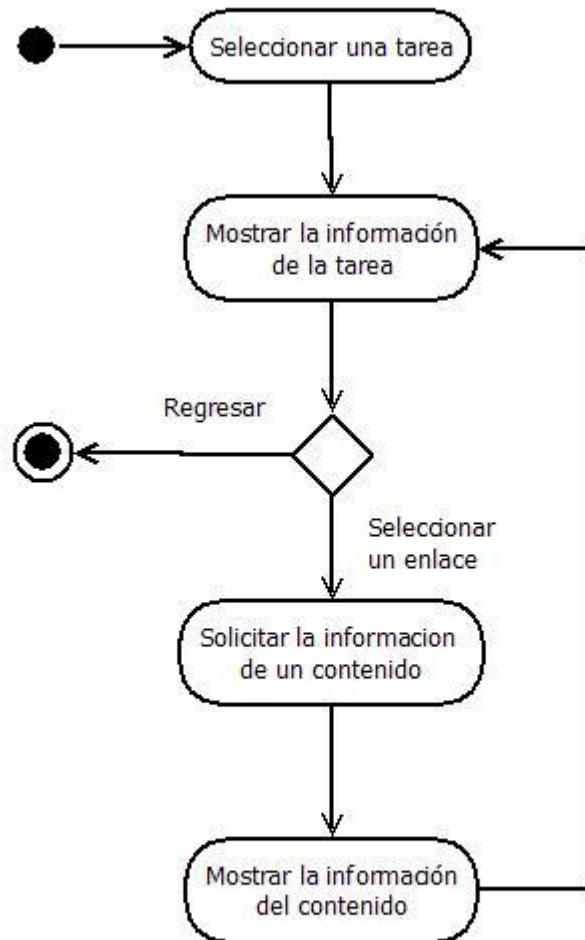 Seleccionar una tarea
Mostrar la información
de la tarea
Regresar
Seleccionar
un enlace
Solicitar la informacion
de un contenido
Mostrar la información
del contenido